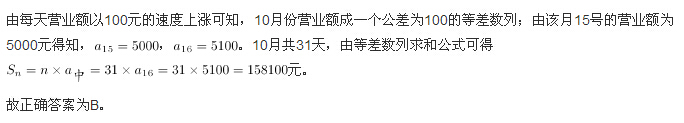 由每天营业额以100元的速度上涨可知，10月份营业额成一个公差为100的等差数列；由该月15号的营业额为
5000元得知，a₁₅ = 5000，a₁₆ = 5100。10月共31天，由等差数列求和公式可得
Sₙ = n × a中 = 31 × a₁₆ = 31 × 5100 = 158100元。
故正确答案为B。